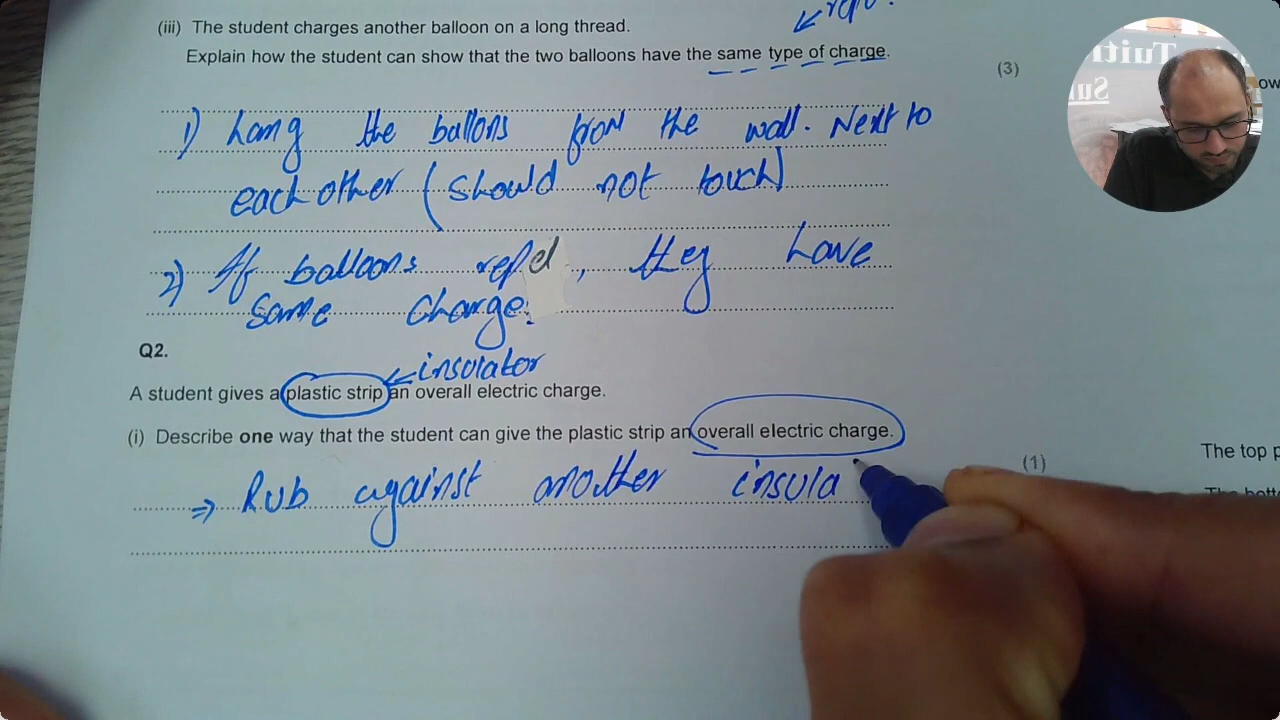 (iii) The student charges another balloon on a long thread.
Explain how the student can show that the two balloons have the same type of charge.
(3)
1) hang the ballons from the wall. Next to
each other (should not touch)
2) If balloons repel, they have
same charge.
Q2.
insulator
A student gives a plastic strip an overall electric charge.
(i) Describe one way that the student can give the plastic strip an overall electric charge.
(1)
⇒ Rub against another insula
The top